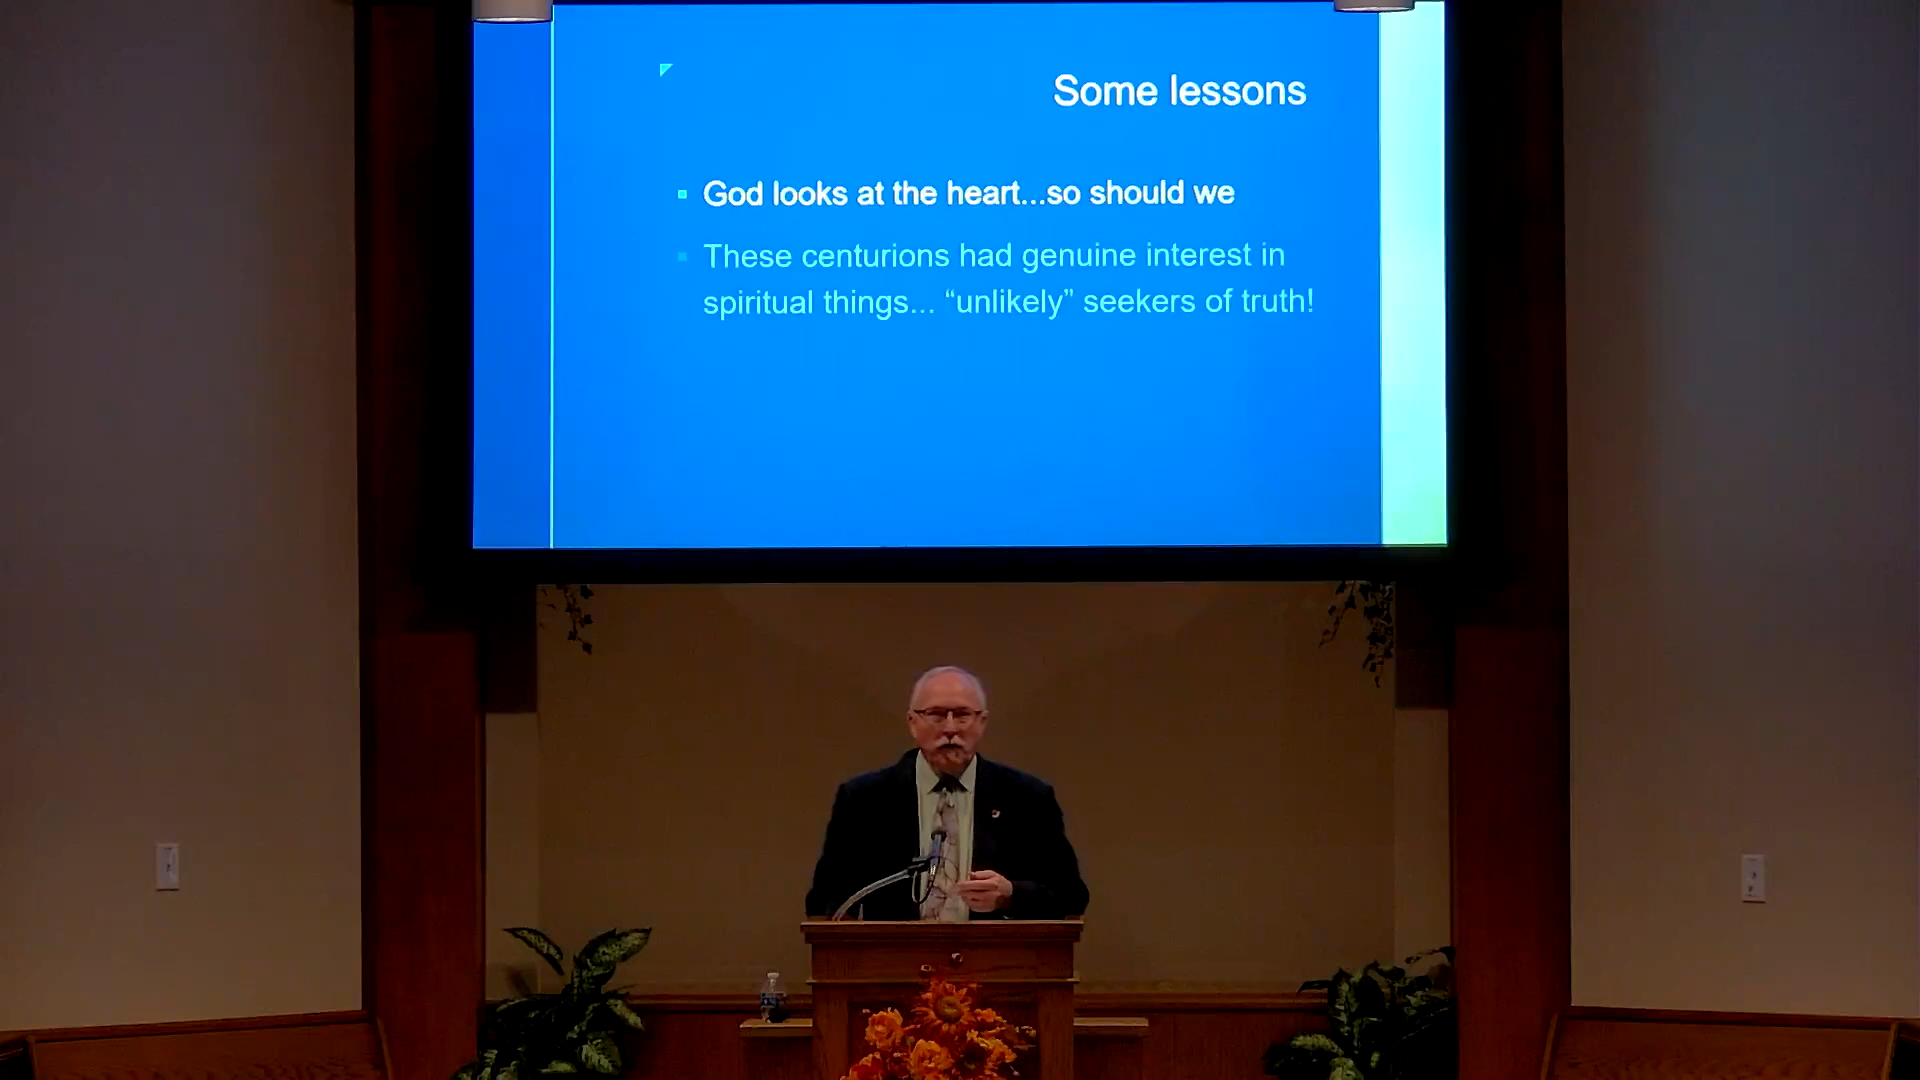 Some lessons
God looks at the heart...so should we
These centurions had genuine interest in
spiritual things... “unlikely” seekers of truth!